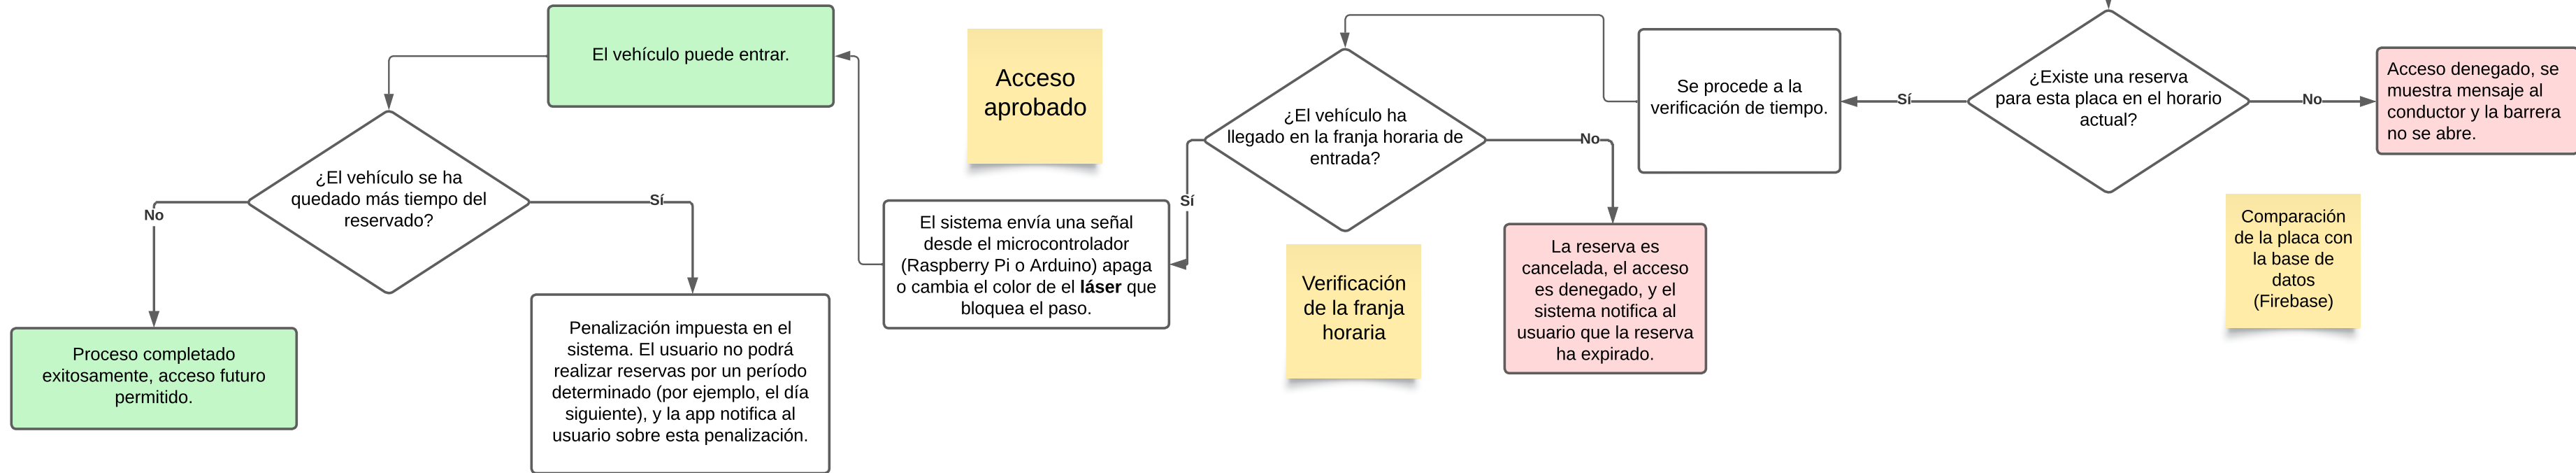 El vehículo puede entrar.
¿El vehículo se ha
quedado más tiempo del
reservado?
No
Sí
Proceso completado
exitosamente, acceso futuro
permitido.
Penalización impuesta en el
sistema. El usuario no podrá
realizar reservas por un período
determinado (por ejemplo, el día
siguiente), y la app notifica al
usuario sobre esta penalización.
Acceso
aprobado
El sistema envía una señal
desde el microcontrolador
(Raspberry Pi o Arduino) apaga
o cambia el color de el láser que
bloquea el paso.
Sí
¿El vehículo ha
llegado en la franja horaria de
entrada?
No
Verificación
de la franja
horaria
La reserva es
cancelada, el acceso
es denegado, y el
sistema notifica al
usuario que la reserva
ha expirado.
Se procede a la
verificación de tiempo.
Sí
¿Existe una reserva
para esta placa en el horario
actual?
No
Acceso denegado, se
muestra mensaje al
conductor y la barrera
no se abre.
Comparación
de la placa con
la base de
datos
(Firebase)